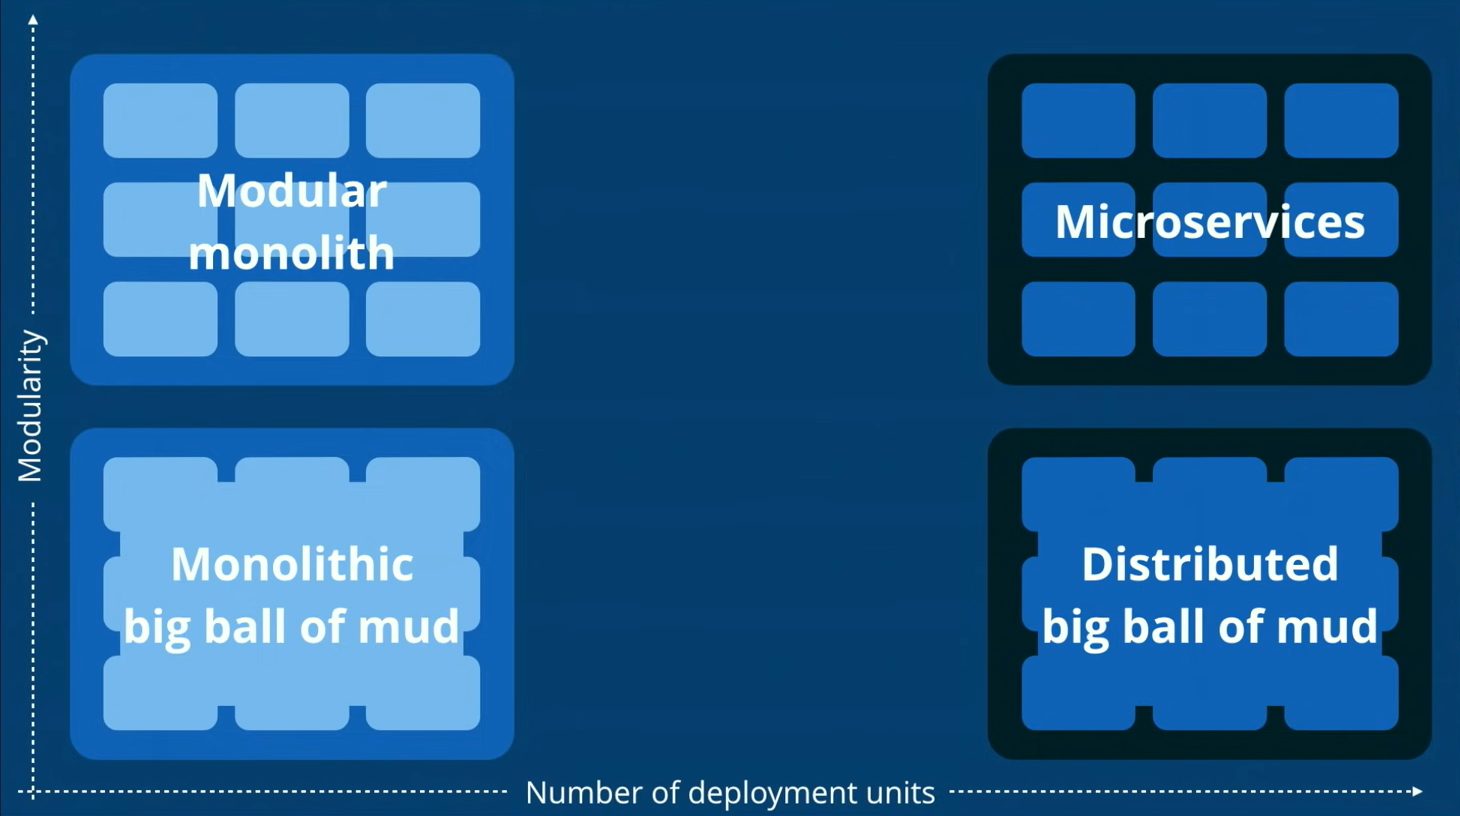 Modular
monolith
Microservices
Modularity
Monolithic
big ball of mud
Distributed
big ball of mud
Number of deployment units